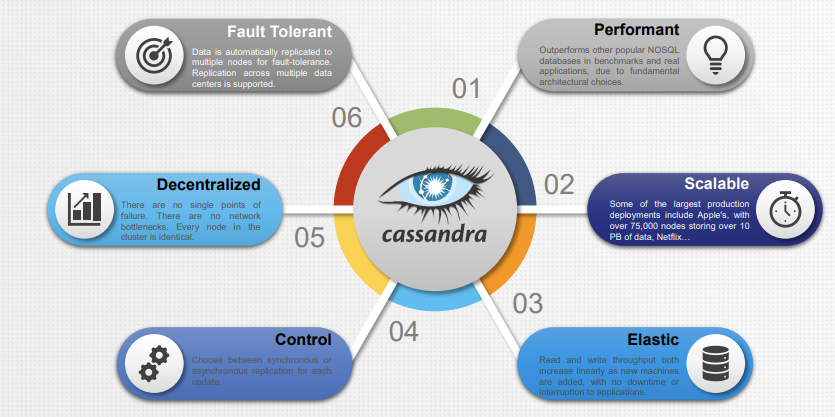 Fault Tolerant
Data is automatically replicated to
multiple nodes for fault-tolerance.
Replication across multiple data
centers is supported.
Performant
Outperforms other popular NOSQL
databases in benchmarks and real
applications, due to fundamental
architectural choices.
01
06
Decentralized
There are no single points of
failure. There are no network
bottlenecks. Every node in the
cluster is identical.
02
Scalable
Some of the largest production
deployments include Apple's, with
over 75,000 nodes storing over 10
PB of data, Netflix...
cassandra
05
03
04
Control
Choose between synchronous or
asynchronous replication for each
update.
Elastic
Read and write throughput both
increase linearly as new machines
are added, with no downtime or
interruption to applications.